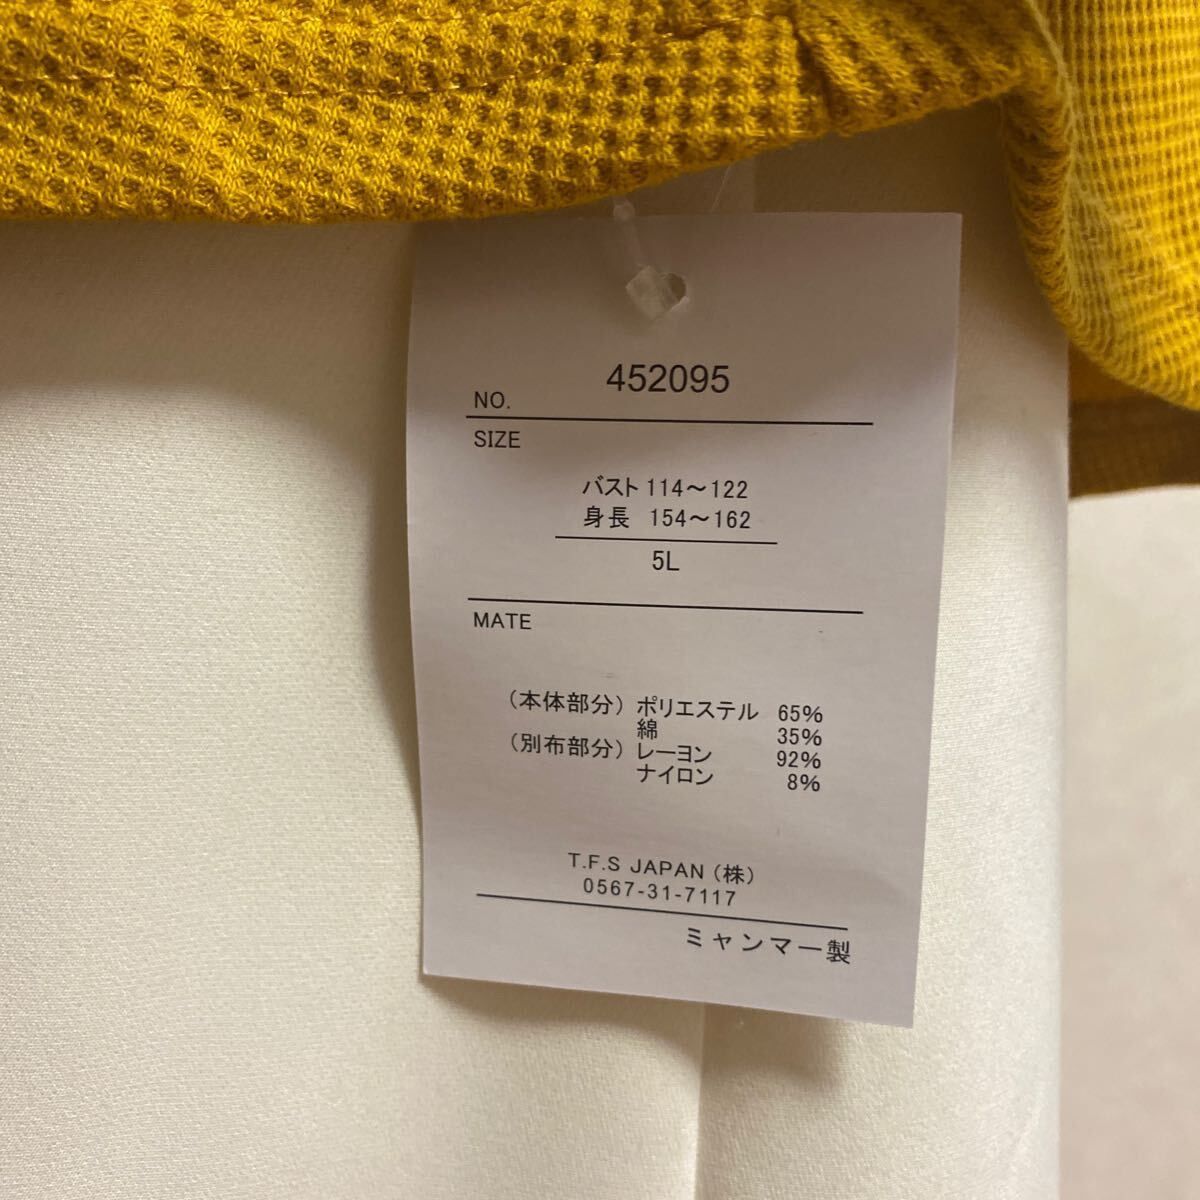 452095
NO.
SIZE
バスト 114～122
身長 154～162
5L
MATE
（本体部分） ポリエステル 65%
綿 35%
（別布部分） レーヨン 92%
ナイロン 8%
T.F.S JAPAN （株）
0567-31-7117
ミャンマー製